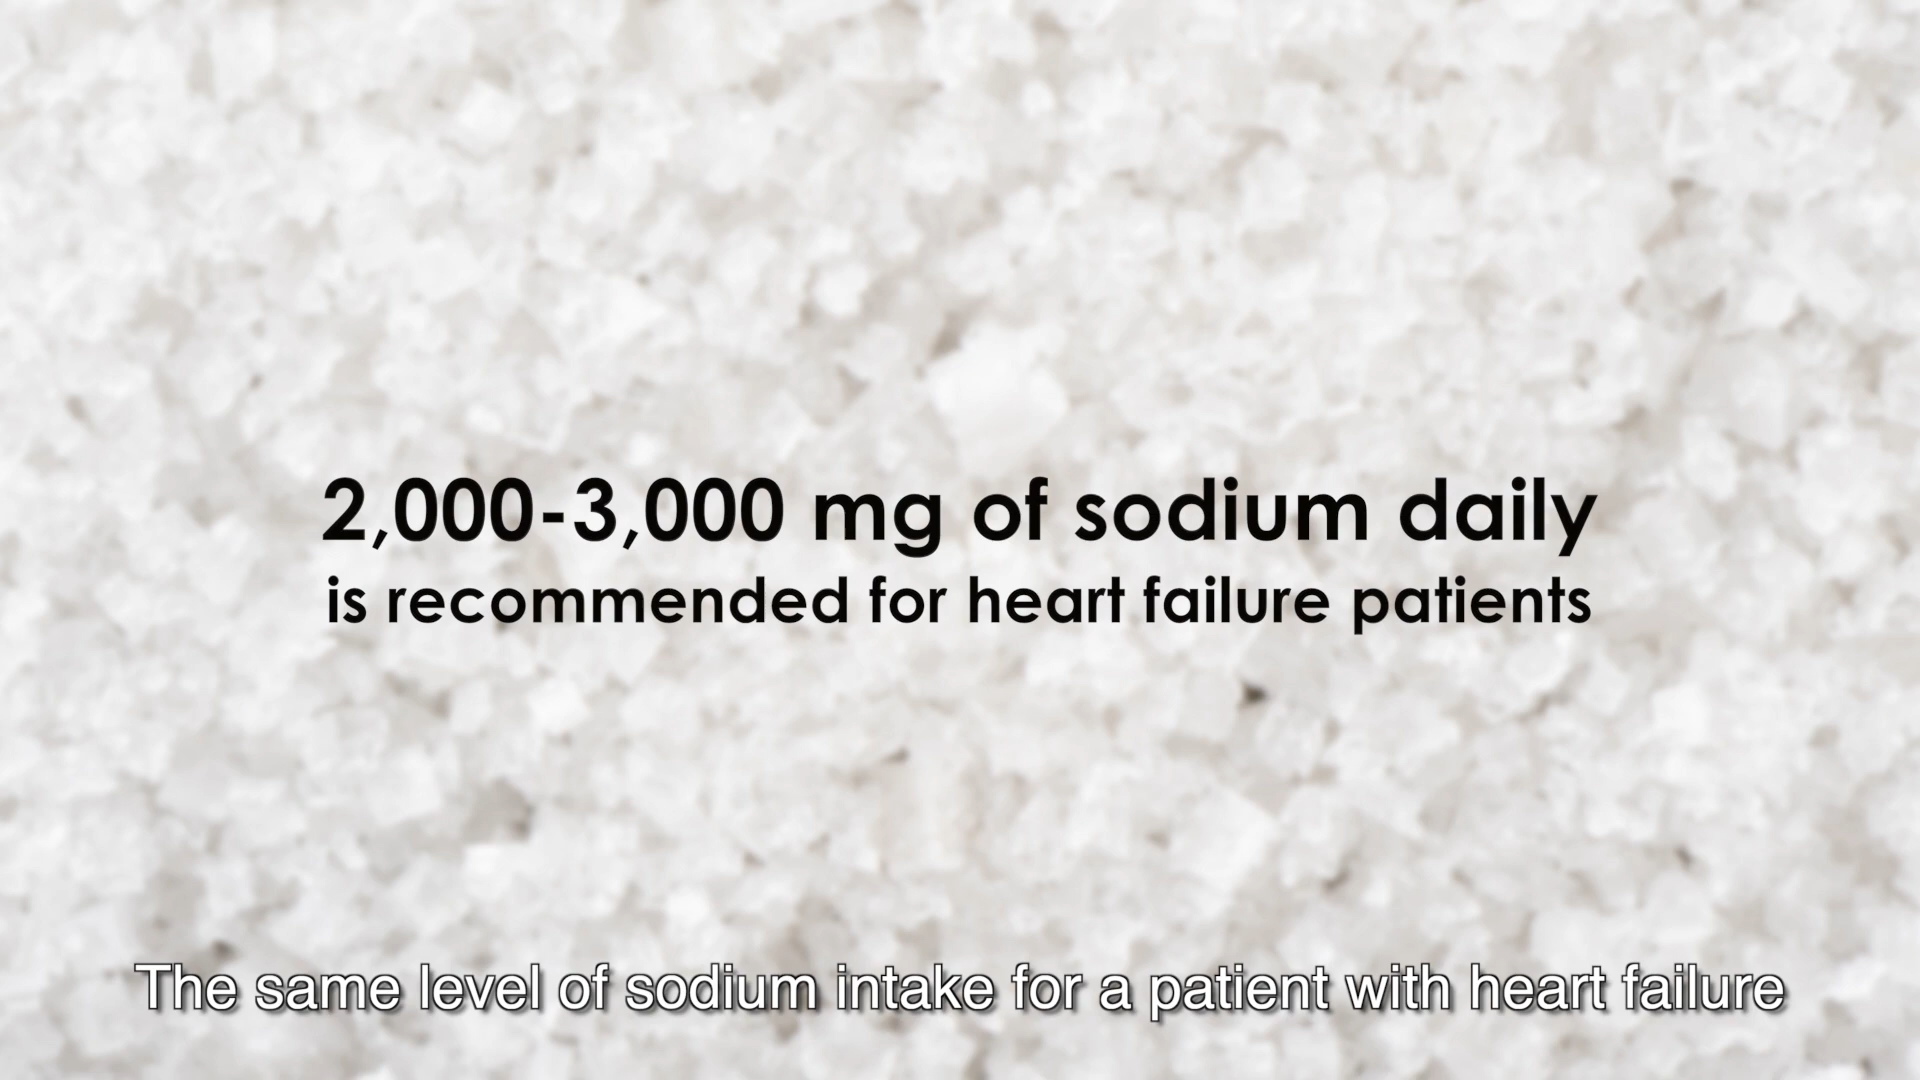 2,000-3,000 mg of sodium daily
is recommended for heart failure patients
The same level of sodium intake for a patient with heart failure